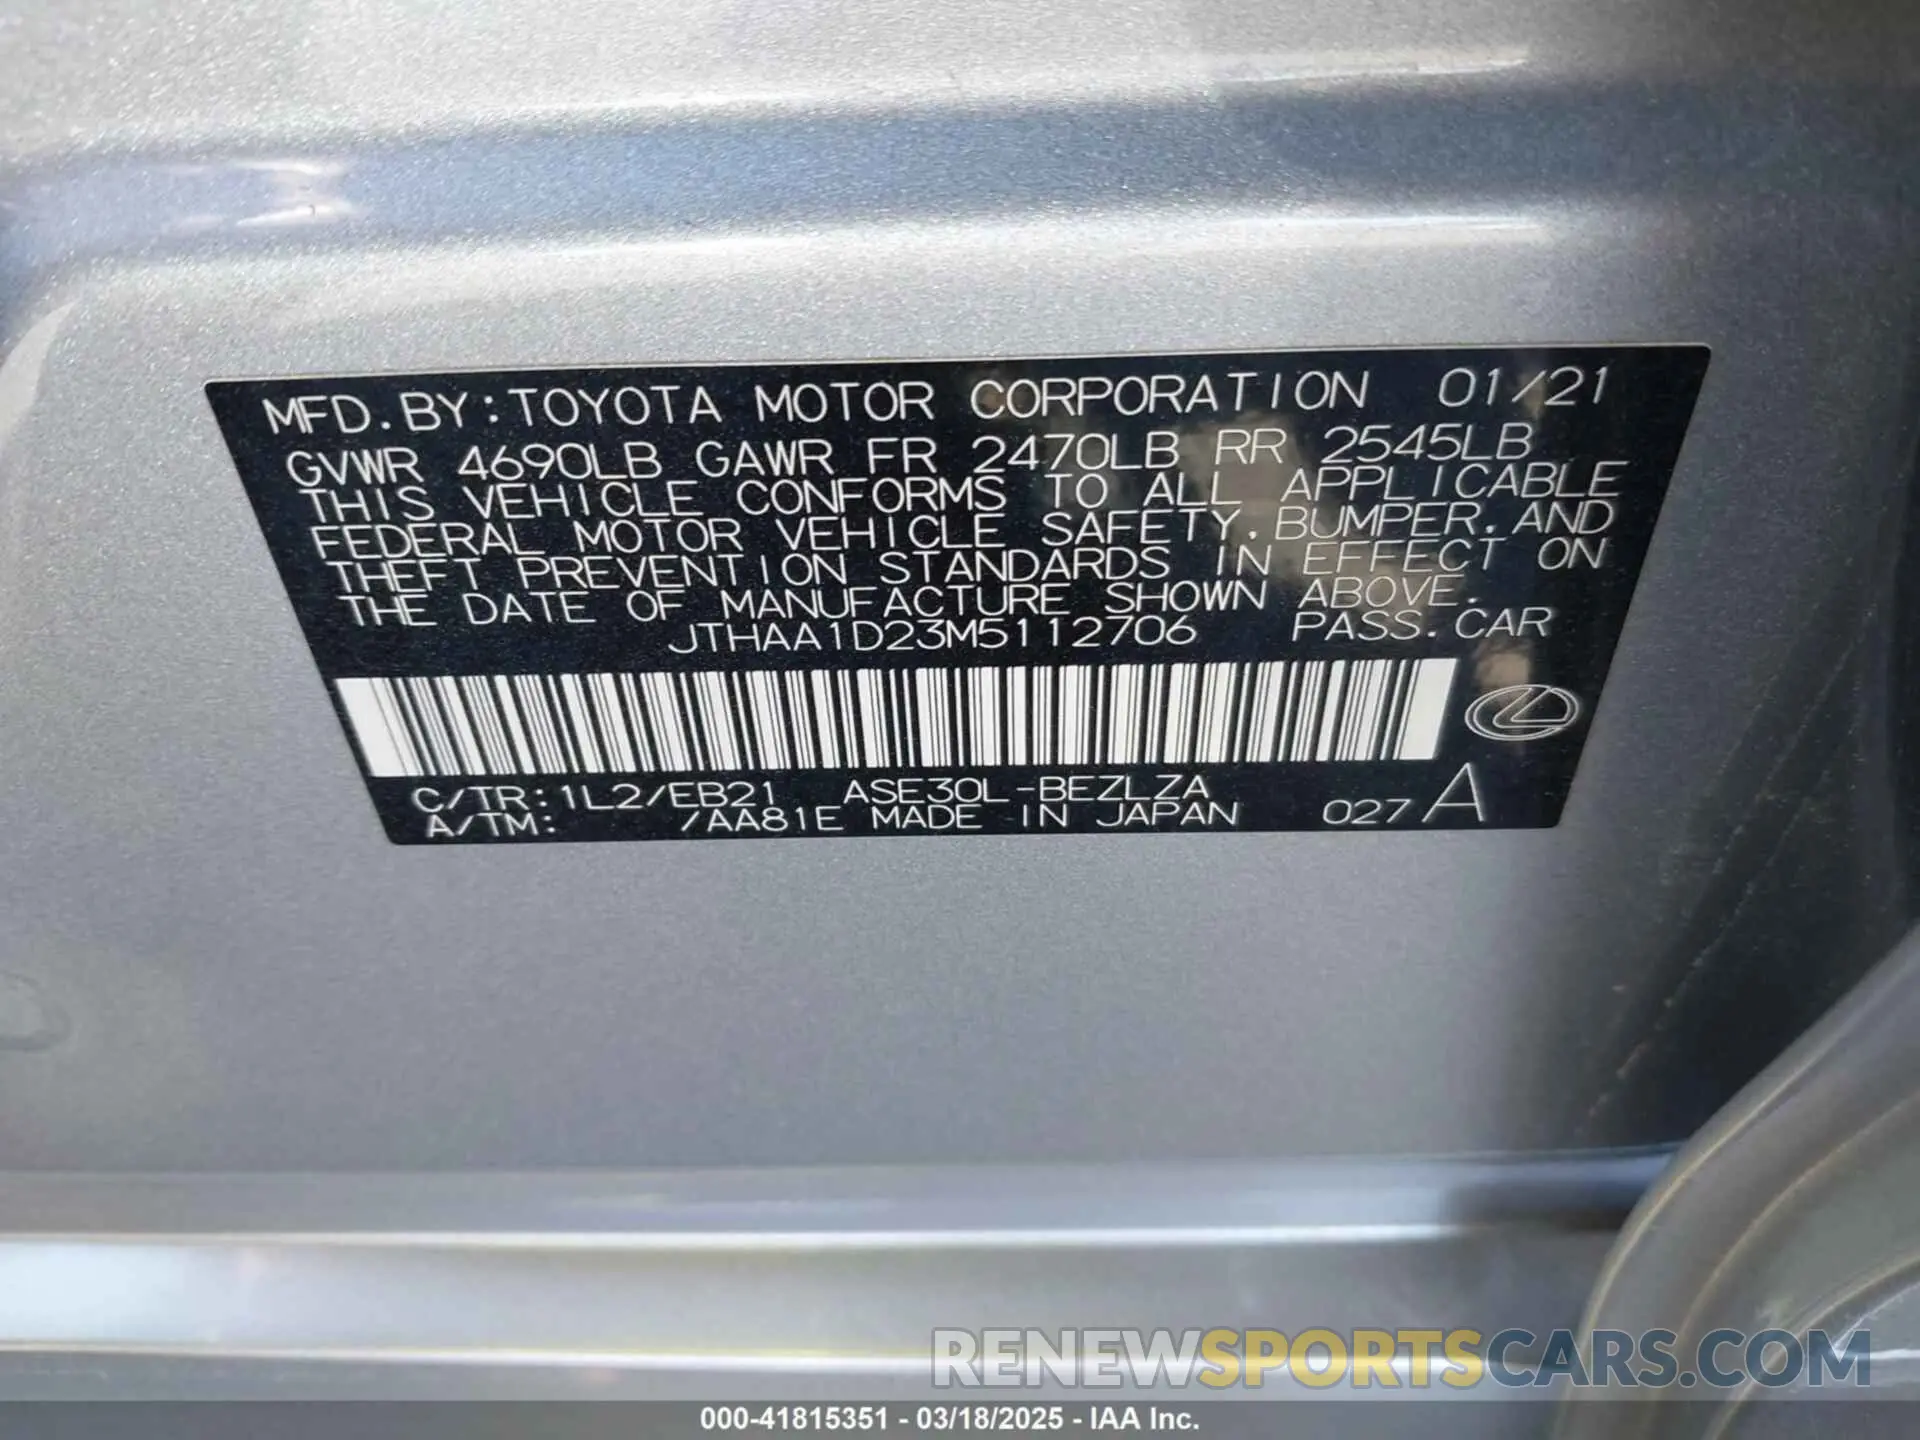 MFD. BY: TOYOTA MOTOR CORPORATION 01/21
GVWR 4690LB GAWR FR 2470LB RR 2545LB
THIS VEHICLE CONFORMS TO ALL APPLICABLE
FEDERAL MOTOR VEHICLE SAFETY, BUMPER, AND
THEFT PREVENTION STANDARDS IN EFFECT ON
THE DATE OF MANUFACTURE SHOWN ABOVE.
JTHAA1D23M5112706 PASS. CAR
C/TR: 1L2/EB21 ASE30L-BEZLZA
A/TM: /AA81E MADE IN JAPAN 027 A
RENEWSPORTSCARS.COM
000-41815351 - 03/18/2025 - IAA Inc.